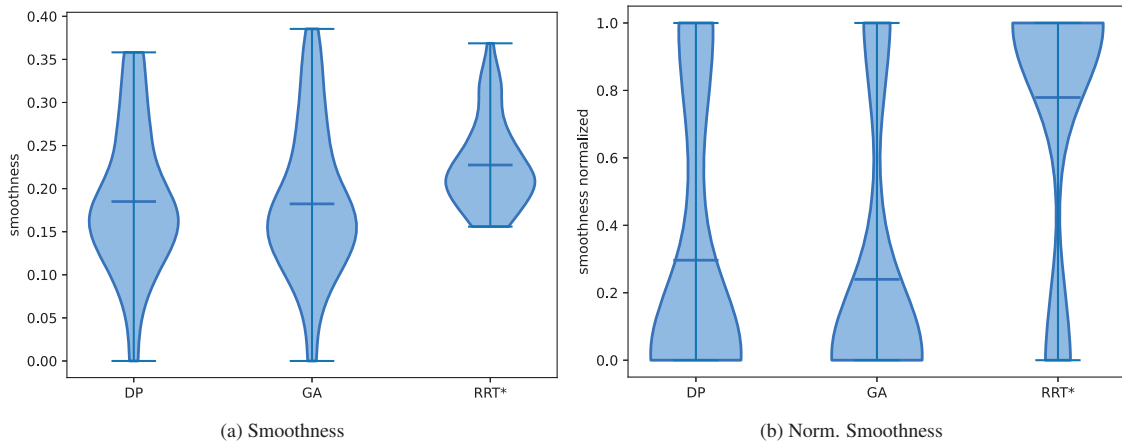 smoothness
0.40
0.35
0.30
0.25
0.20
0.15
0.10
0.05
0.00
DP GA RRT*
(a) Smoothness
smoothness normalized
1.0
0.8
0.6
0.4
0.2
0.0
DP GA RRT*
(b) Norm. Smoothness